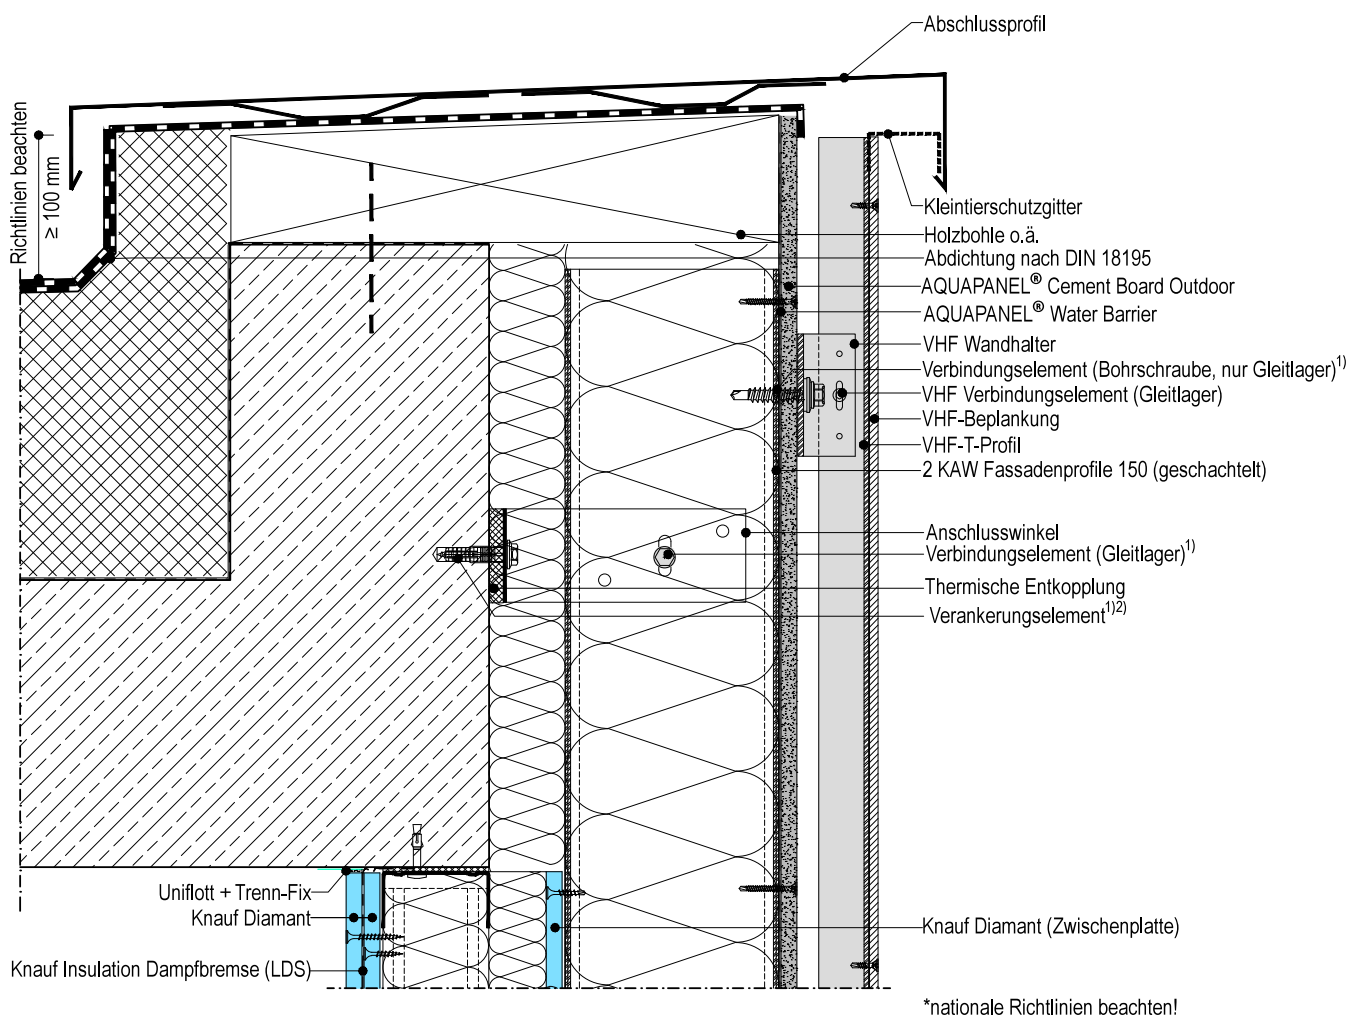 Abschlussprofil
Richtlinien beachten
≥ 100 mm
Kleintierschutzgitter
Holzbohle o.ä.
Abdichtung nach DIN 18195
AQUAPANEL® Cement Board Outdoor
AQUAPANEL® Water Barrier
VHF Wandhalter
Verbindungselement (Bohrschraube, nur Gleitlager)1)
VHF Verbindungselement (Gleitlager)
VHF-Beplankung
VHF-T-Profil
2 KAW Fassadenprofile 150 (geschachtelt)
Anschlusswinkel
Verbindungselement (Gleitlager)1)
Thermische Entkopplung
Verankerungselement1)2)
Uniflott + Trenn-Fix
Knauf Diamant
Knauf Diamant (Zwischenplatte)
Knauf Insulation Dampfbremse (LDS)
*nationale Richtlinien beachten!